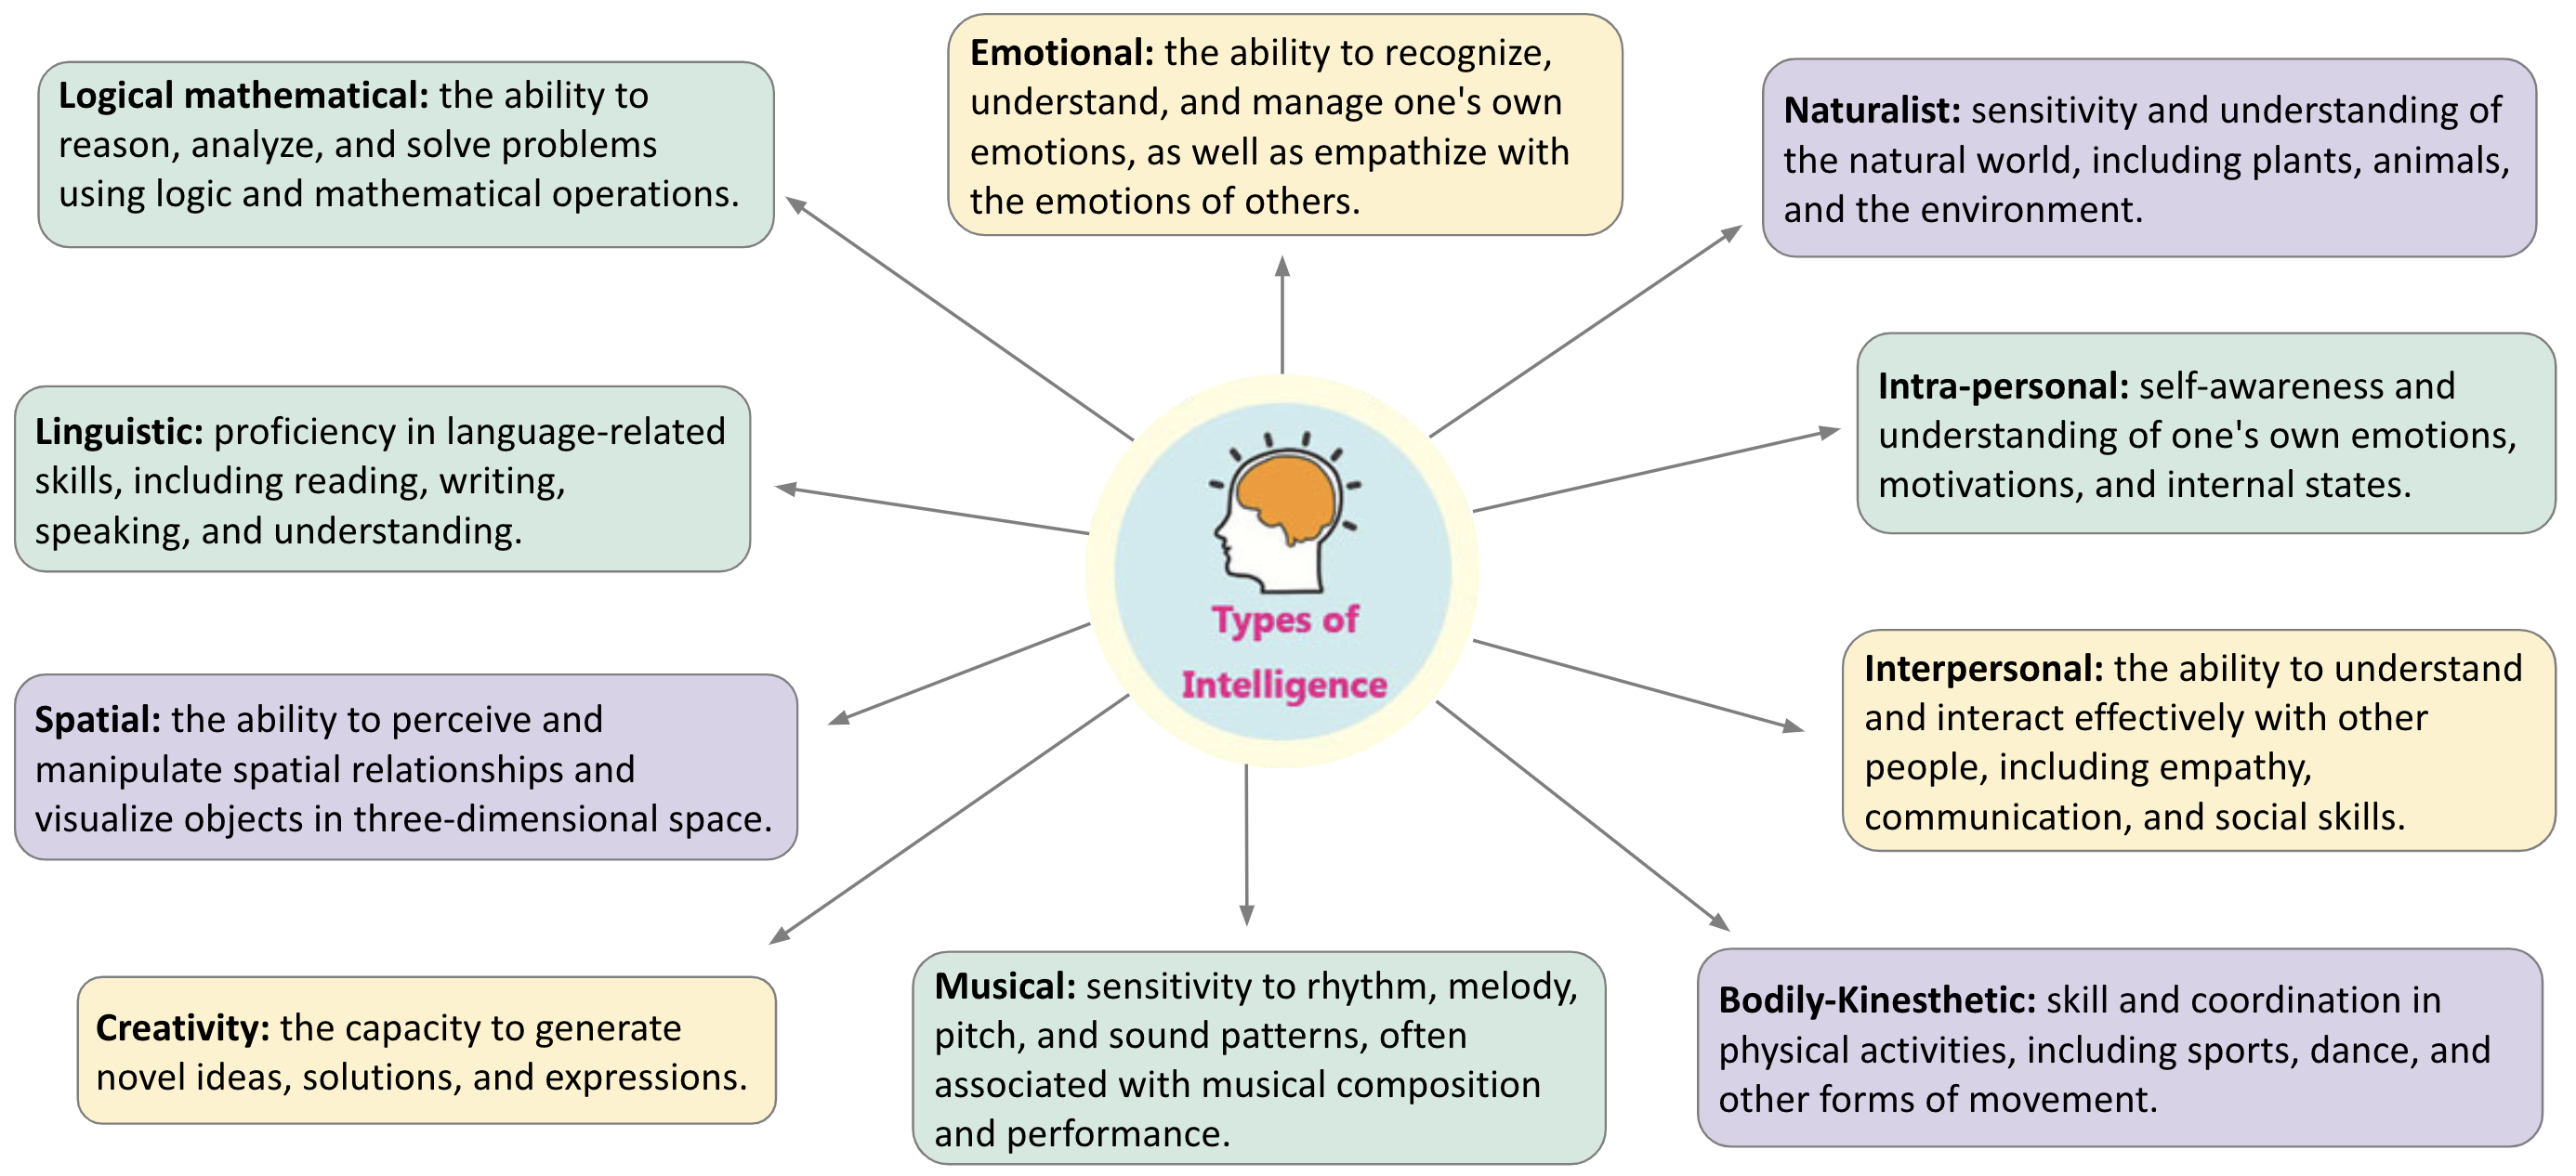 Logical mathematical: the ability to
reason, analyze, and solve problems
using logic and mathematical operations.
Emotional: the ability to recognize,
understand, and manage one's own
emotions, as well as empathize with
the emotions of others.
Naturalist: sensitivity and understanding of
the natural world, including plants, animals,
and the environment.
Linguistic: proficiency in language-related
skills, including reading, writing,
speaking, and understanding.
Intra-personal: self-awareness and
understanding of one's own emotions,
motivations, and internal states.
Types of
Intelligence
Spatial: the ability to perceive and
manipulate spatial relationships and
visualize objects in three-dimensional space.
Interpersonal: the ability to understand
and interact effectively with other
people, including empathy,
communication, and social skills.
Creativity: the capacity to generate
novel ideas, solutions, and expressions.
Musical: sensitivity to rhythm, melody,
pitch, and sound patterns, often
associated with musical composition
and performance.
Bodily-Kinesthetic: skill and coordination in
physical activities, including sports, dance, and
other forms of movement.